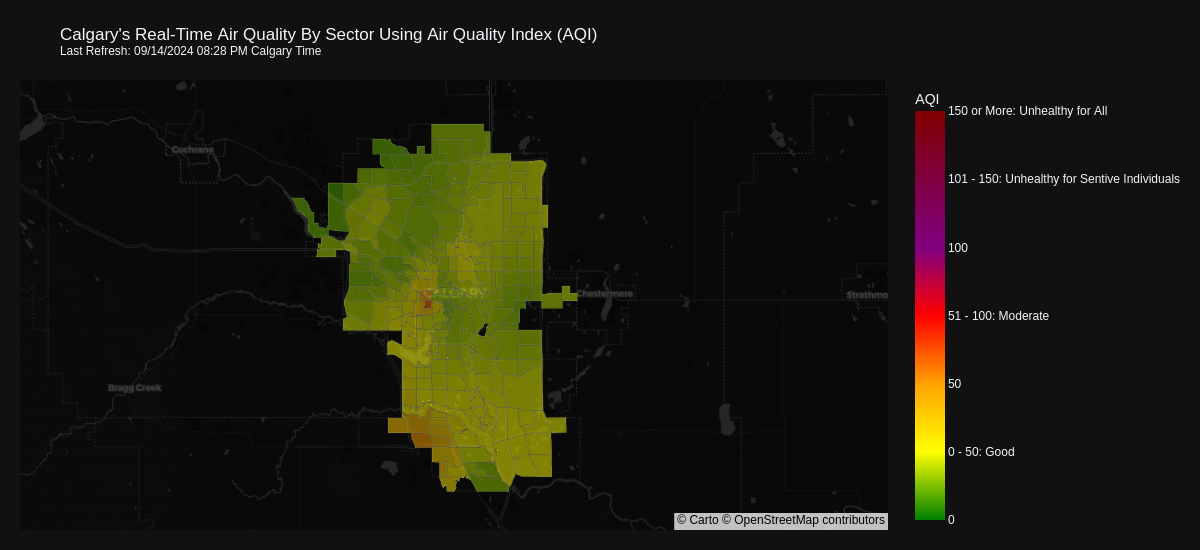 Calgary's Real-Time Air Quality By Sector Using Air Quality Index (AQI)
Last Refresh: 09/14/2024 08:28 PM Calgary Time
AQI
150 or More: Unhealthy for All
Cochrane
101 - 150: Unhealthy for Sentive Individuals
100
CALGARY
Chestermere
Strathmo
51 - 100: Moderate
Bragg Creek
50
0 - 50: Good
© Carto © OpenStreetMap contributors
0